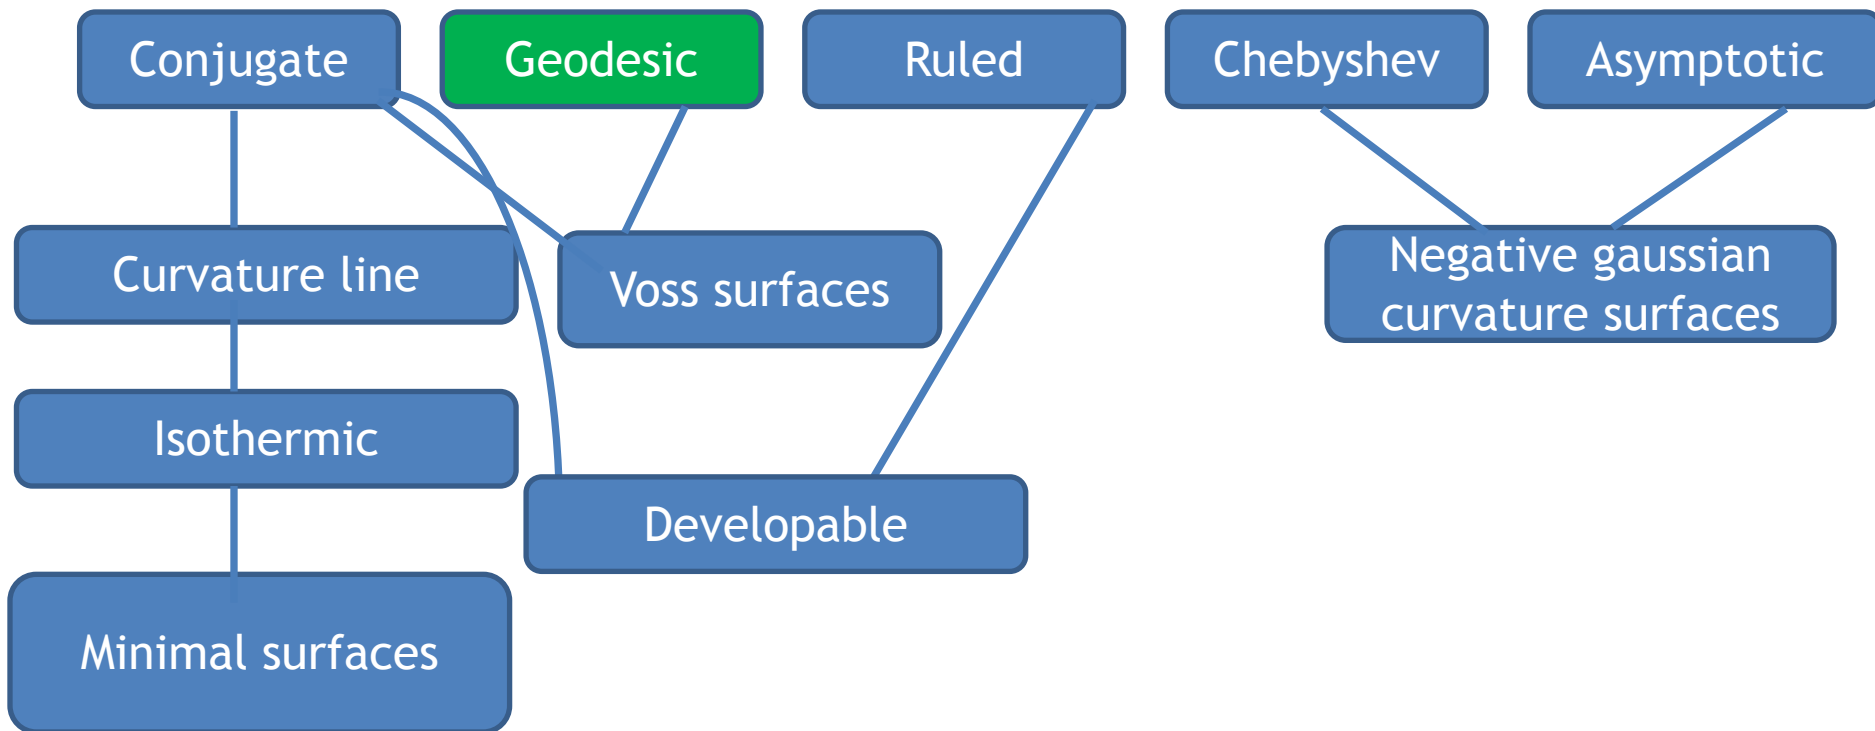 Conjugate
Geodesic
Ruled
Chebyshev
Asymptotic
Curvature line
Voss surfaces
Negative gaussian
curvature surfaces
Isothermic
Developable
Minimal surfaces